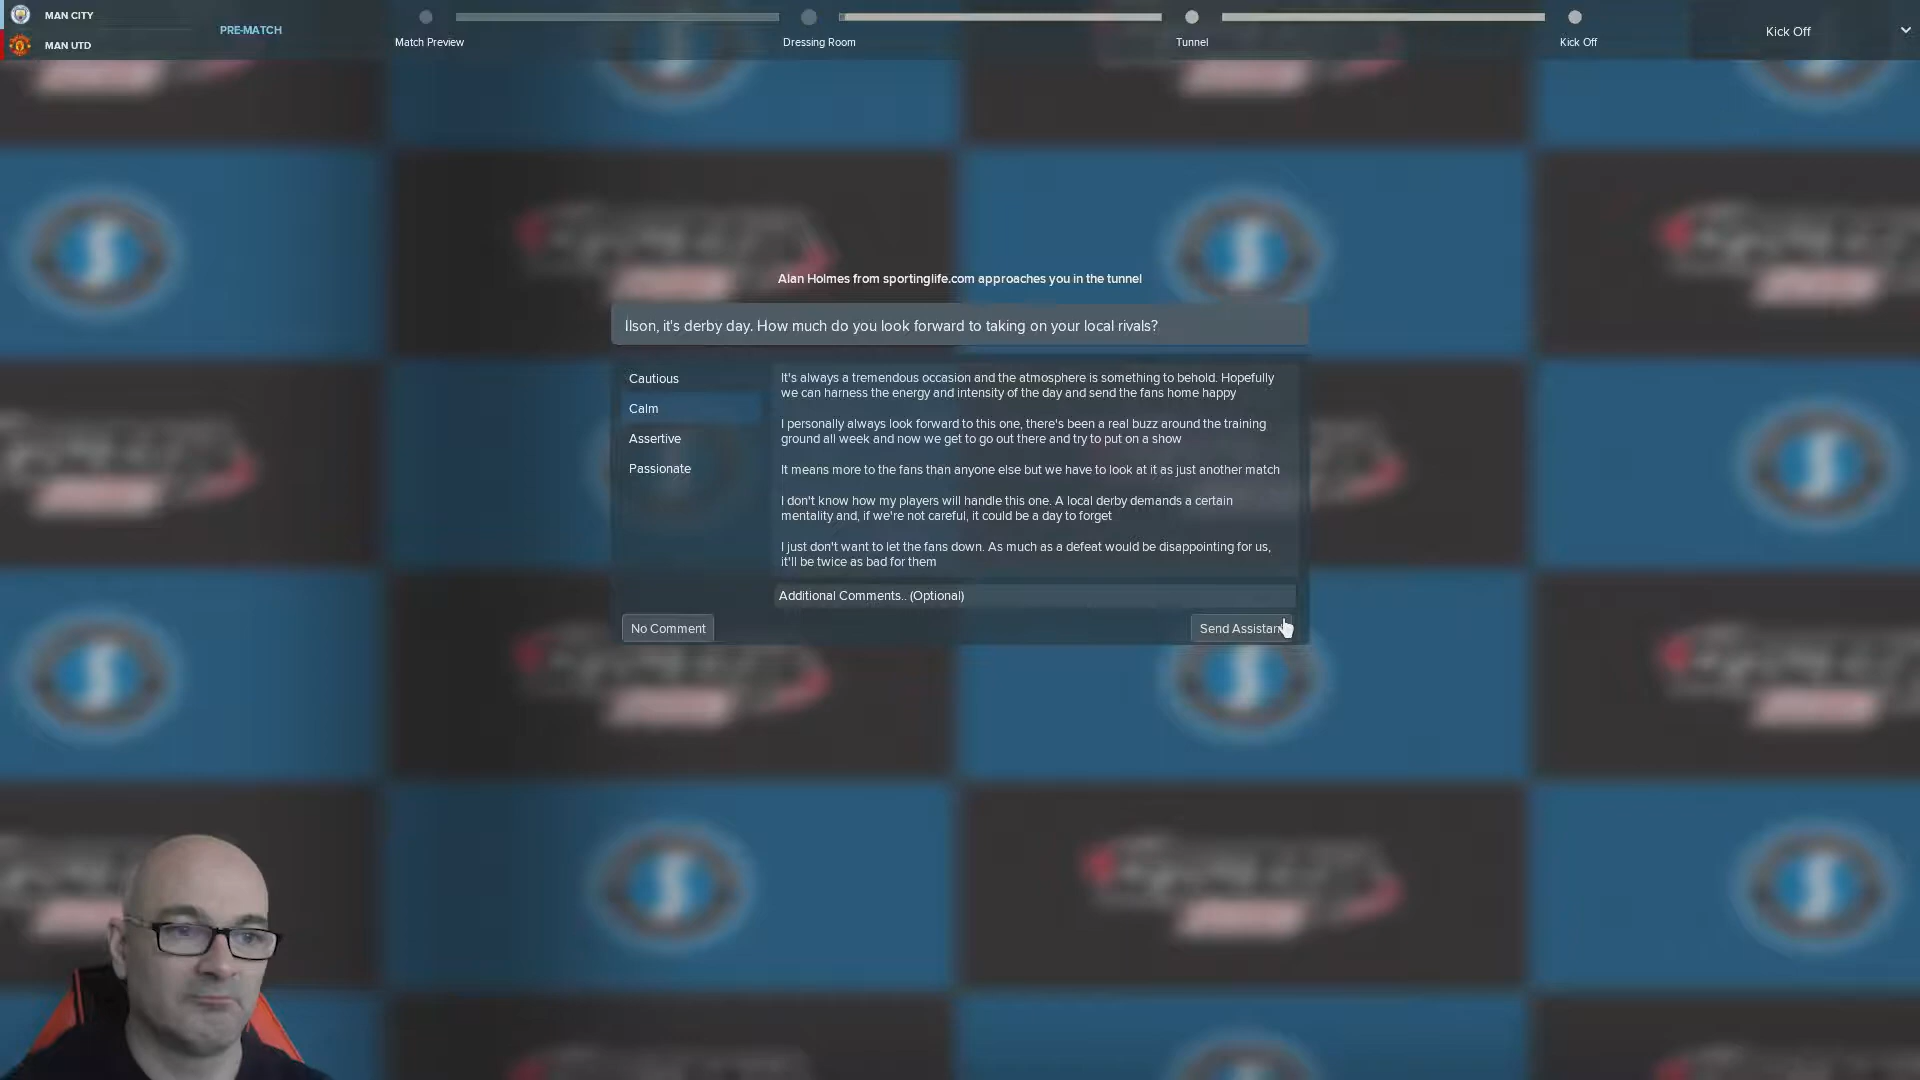 MAN CITY
MAN UTD
PRE-MATCH
Match Preview
Dressing Room
Tunnel
Kick Off
Kick Off
Alan Holmes from sportinglife.com approaches you in the tunnel
Ilson, it's derby day. How much do you look forward to taking on your local rivals?
Cautious
Calm
Assertive
Passionate
It's always a tremendous occasion and the atmosphere is something to behold. Hopefully
we can harness the energy and intensity of the day and send the fans home happy
I personally always look forward to this one, there's been a real buzz around the training
ground all week and now we get to go out there and try to put on a show
It means more to the fans than anyone else but we have to look at it as just another match
I don't know how my players will handle this one. A local derby demands a certain
mentality and, if we're not careful, it could be a day to forget
I just don't want to let the fans down. As much as a defeat would be disappointing for us,
it'll be twice as bad for them
Additional Comments.. (Optional)
No Comment
Send Assistant